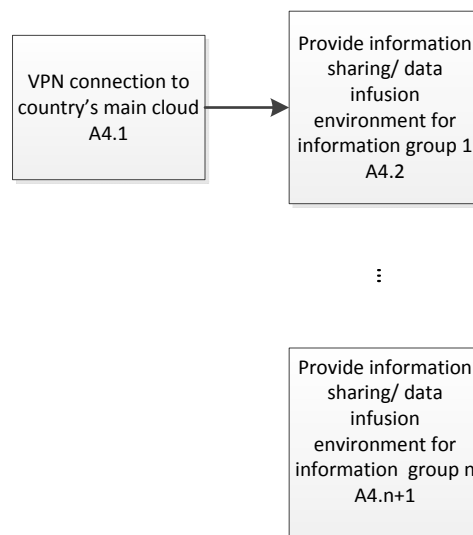 VPN connection to
country's main cloud
A4.1
Provide information
sharing/ data
infusion
environment for
information group 1
A4.2
...
Provide information
sharing/ data
infusion
environment for
information group n
A4.n+1